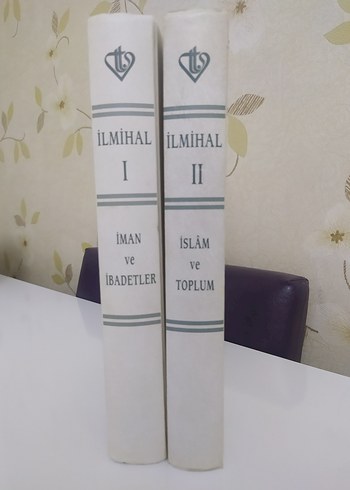 İLMİHAL
I
İMAN
ve
İBADETLER
İLMİHAL
II
İSLÂM
ve
TOPLUM